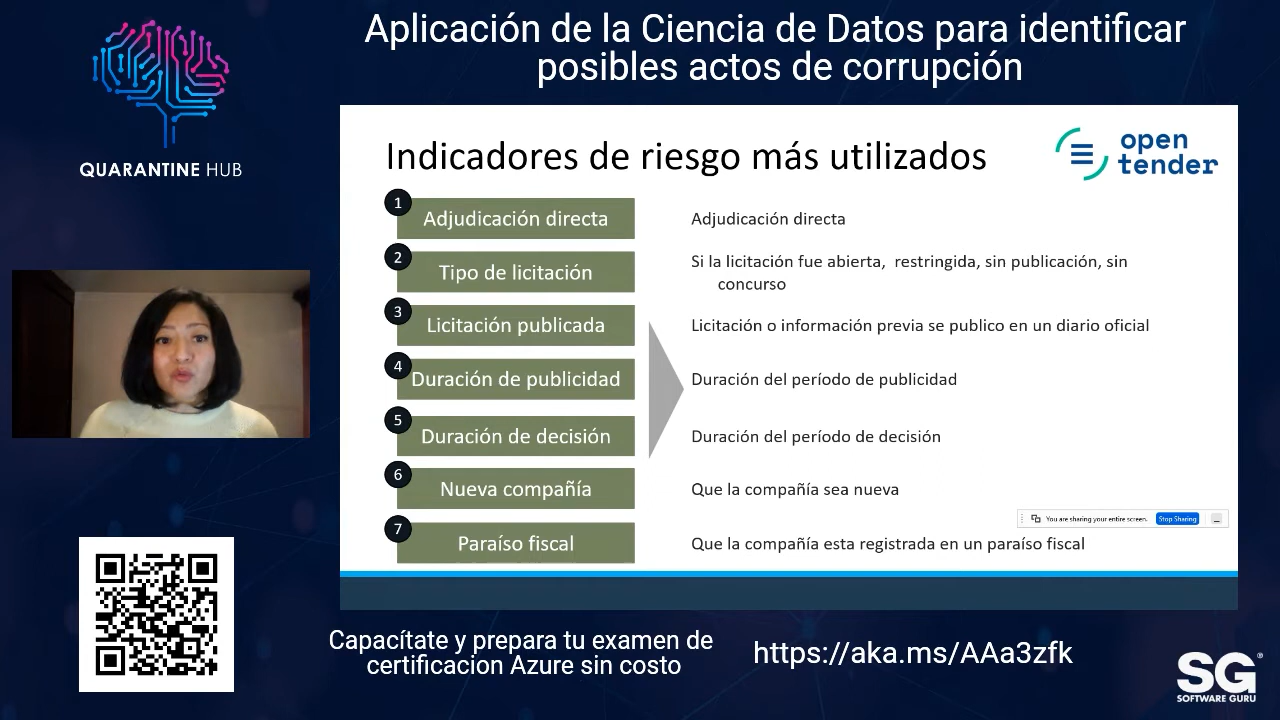 Aplicación de la Ciencia de Datos para identificar
posibles actos de corrupción
QUARANTINE HUB
Indicadores de riesgo más utilizados
open
tender
1
Adjudicación directa
Adjudicación directa
2
Tipo de licitación
Si la licitación fue abierta, restringida, sin publicación, sin
concurso
3
Licitación publicada
Licitación o información previa se publico en un diario oficial
4
Duración de publicidad
Duración del período de publicidad
5
Duración de decisión
Duración del período de decisión
6
Nueva compañía
Que la compañía sea nueva
You are sharing your entire screen.
Stop Sharing
7
Paraíso fiscal
Que la compañía esta registrada en un paraíso fiscal
Capacítate y prepara tu examen de
certificacion Azure sin costo
https://aka.ms/AAa3zfk
SG
SOFTWARE GURU